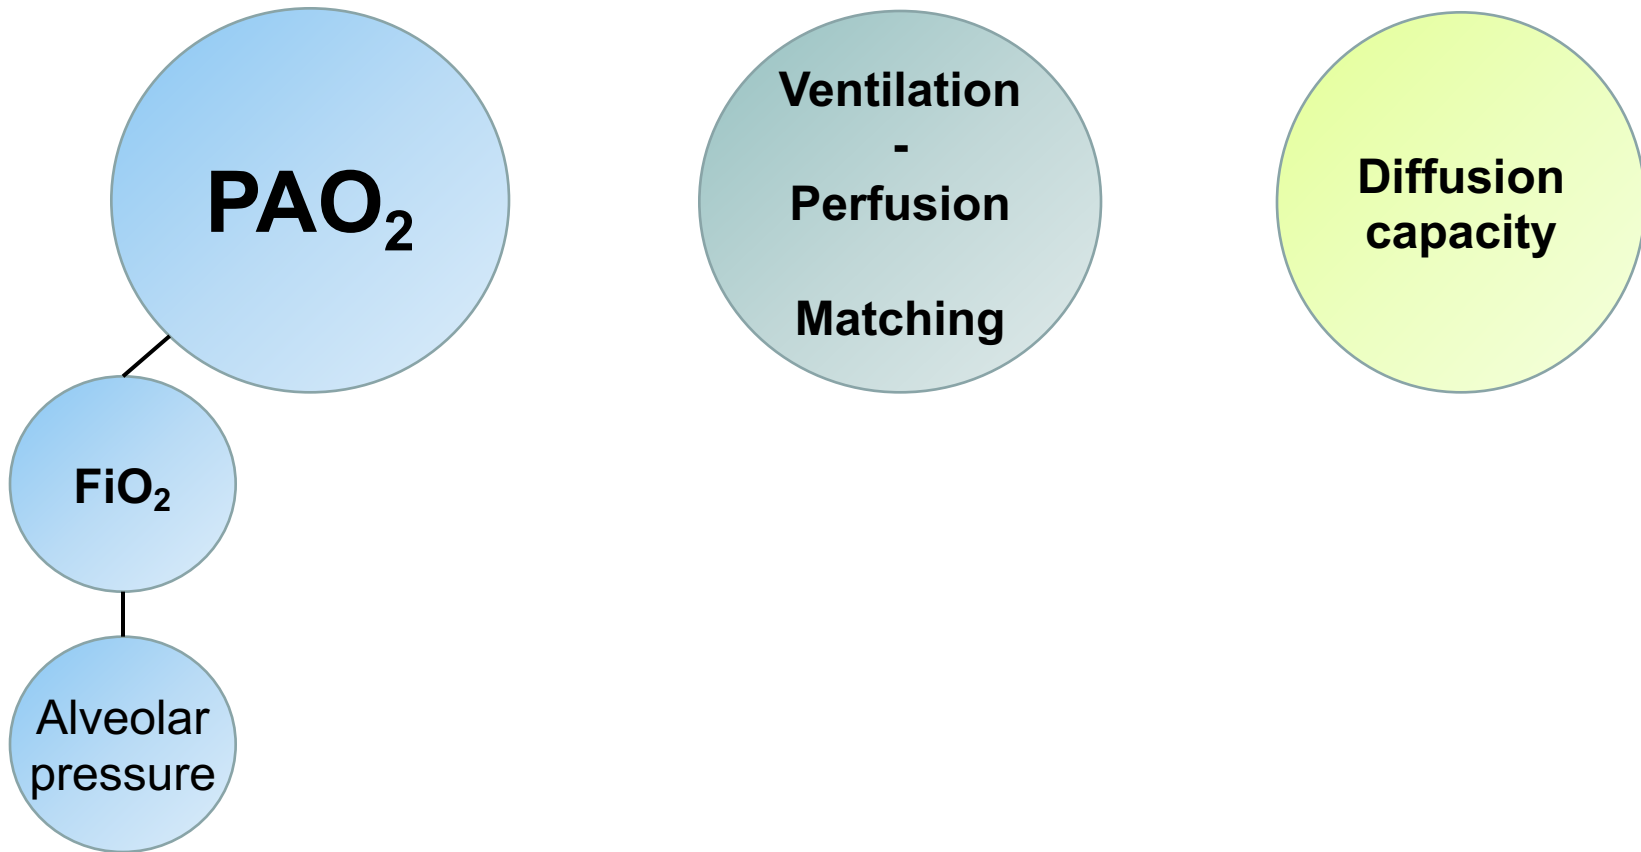 PAO₂
Ventilation
-
Perfusion
Matching
Diffusion
capacity
FiO₂
Alveolar
pressure